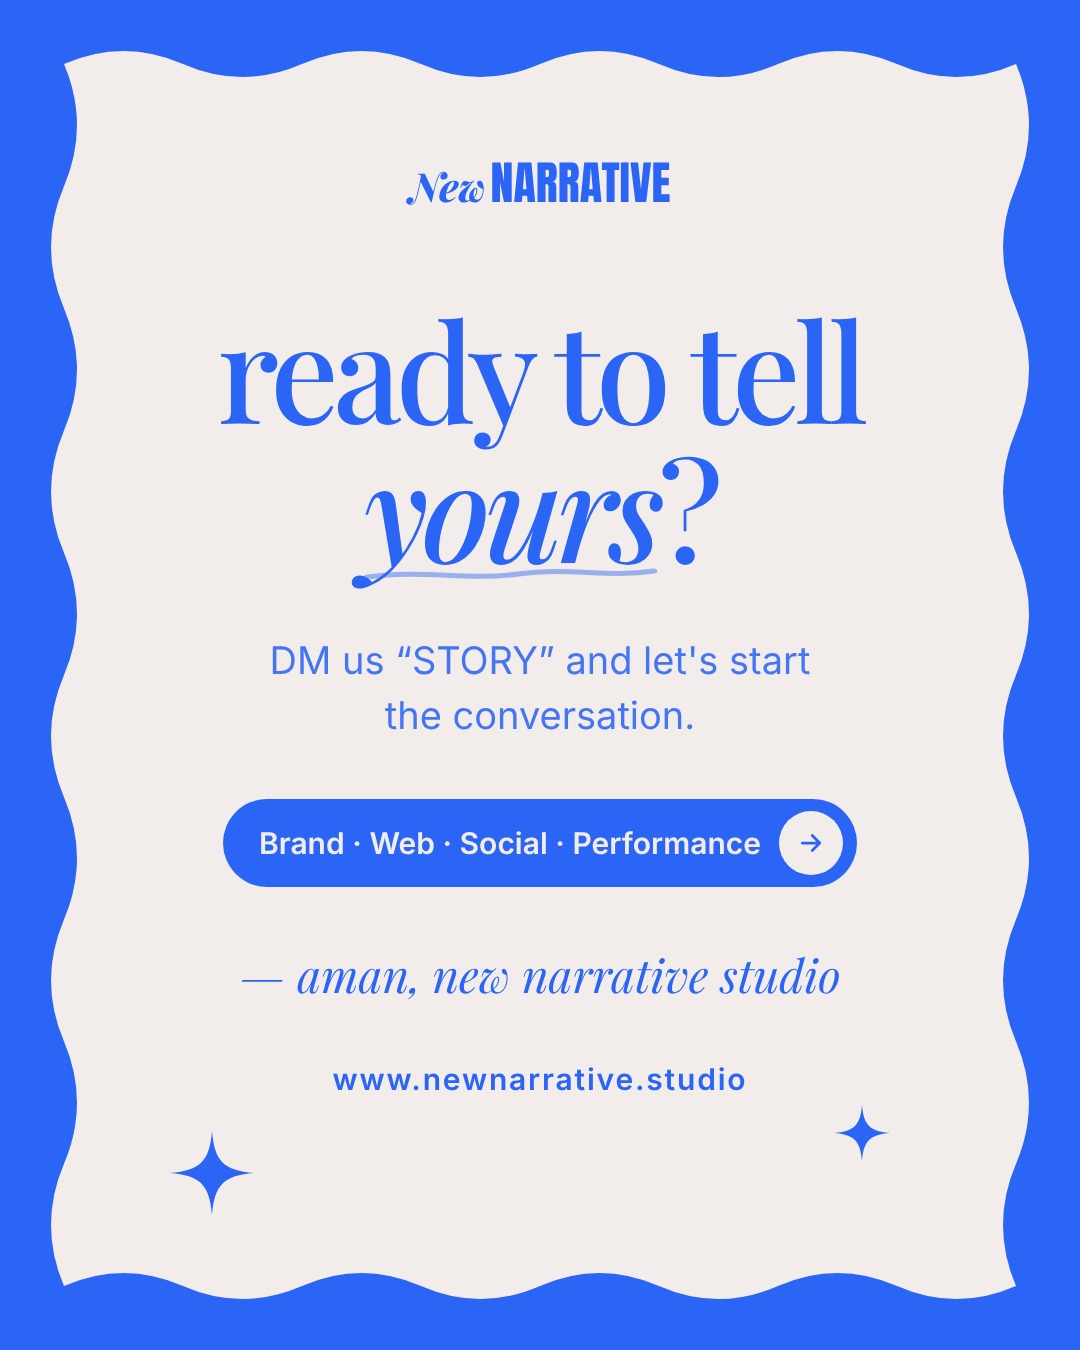 New NARRATIVE
ready to tell
yours?
DM us “STORY” and let's start
the conversation.
Brand · Web · Social · Performance
— aman, new narrative studio
www.newnarrative.studio